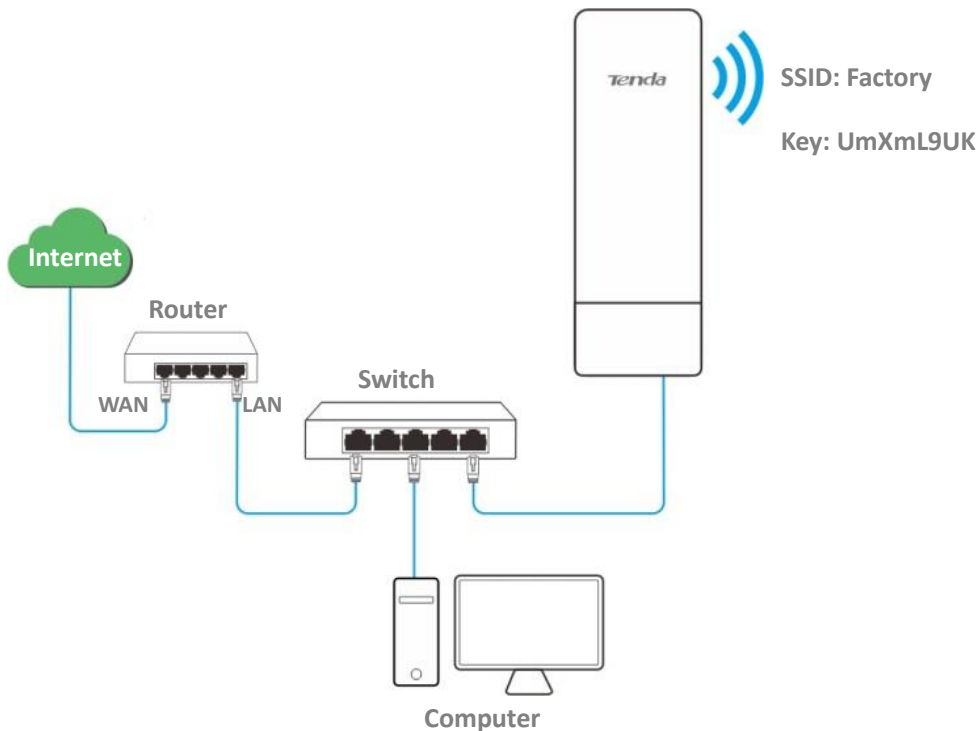 Tenda
SSID: Factory
Key: UmXmL9UK
Internet
Router
WAN
LAN
Switch
Computer